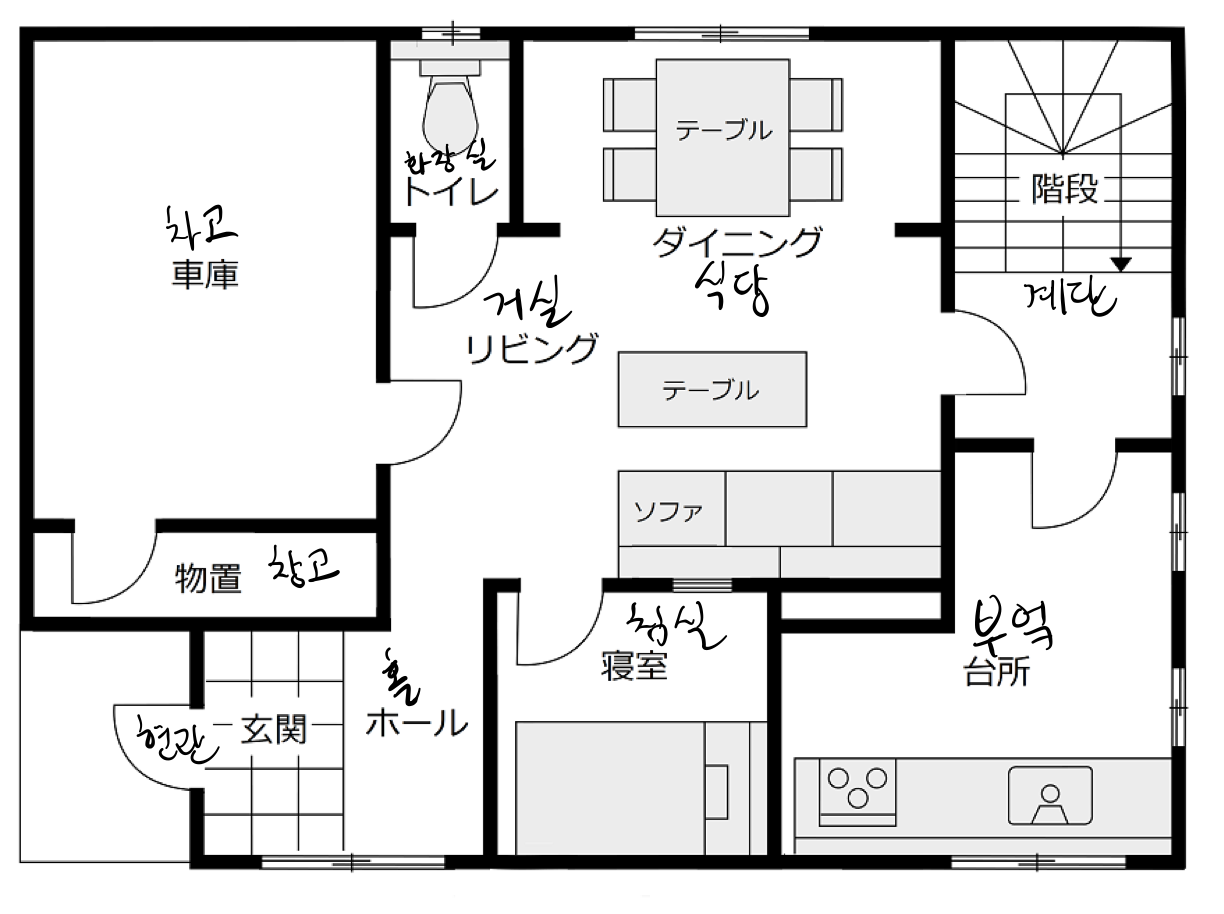 テーブル
화장실
トイレ
階段
차고
車庫
ダイニング
식당
계단
거실
リビング
テーブル
ソファ
物置
창고
침실
寝室
부엌
台所
홀
ホール
현관
玄関